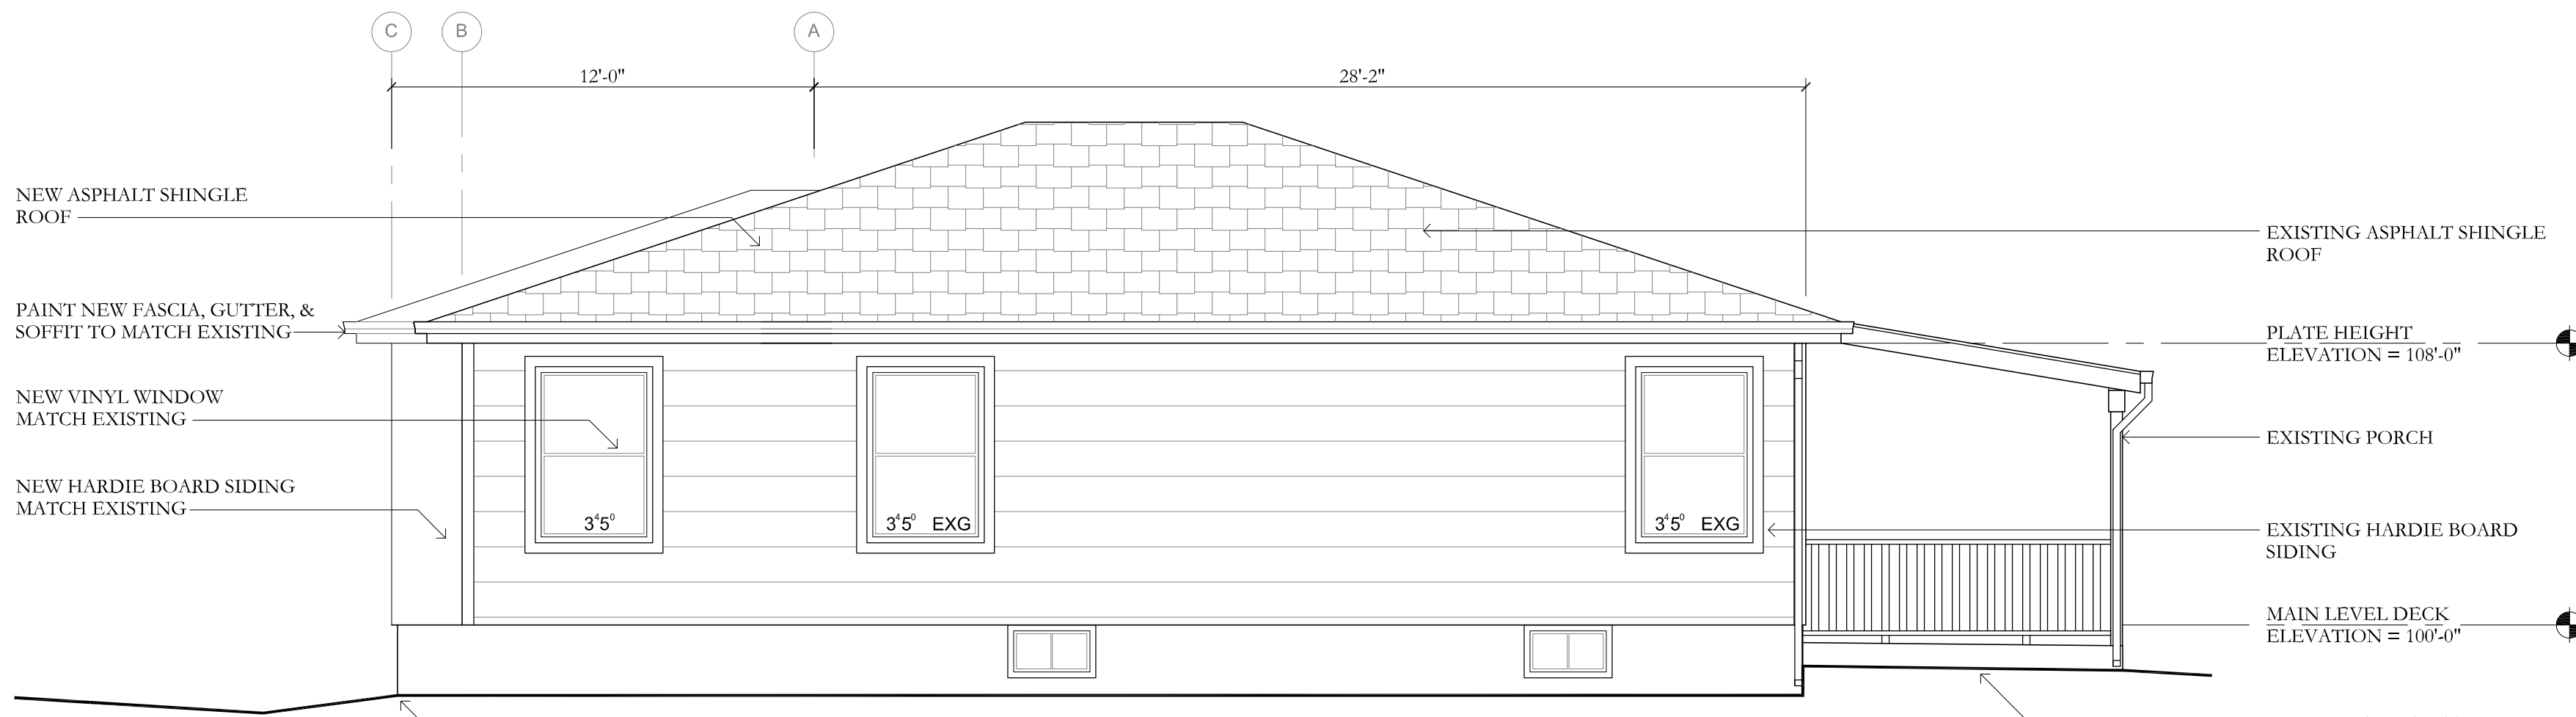 C
B
A
12'-0"
28'-2"
NEW ASPHALT SHINGLE
ROOF
PAINT NEW FASCIA, GUTTER, &
SOFFIT TO MATCH EXISTING
NEW VINYL WINDOW
MATCH EXISTING
NEW HARDIE BOARD SIDING
MATCH EXISTING
3⁴5⁰
3⁴5⁰ EXG
3⁴5⁰ EXG
EXISTING ASPHALT SHINGLE
ROOF
PLATE HEIGHT
ELEVATION = 108'-0"
EXISTING PORCH
EXISTING HARDIE BOARD
SIDING
MAIN LEVEL DECK
ELEVATION = 100'-0"